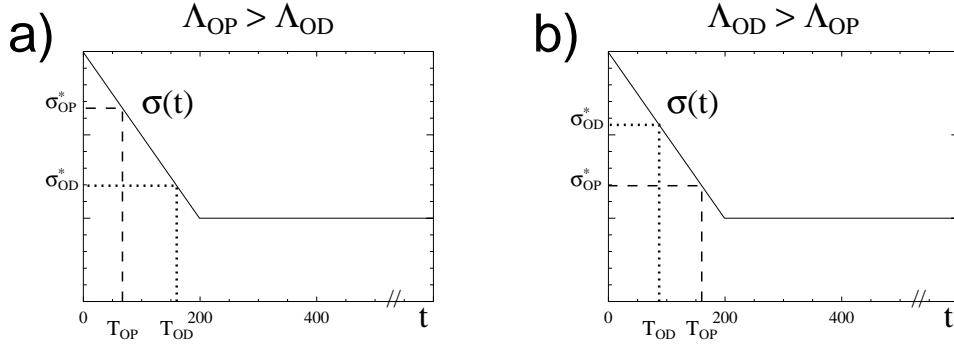 a) Λ_OP > Λ_OD
σ*_OP
σ(t)
σ*_OD
0 200 400 t
T_OP T_OD
b) Λ_OD > Λ_OP
σ*_OD
σ(t)
σ*_OP
0 200 400 t
T_OD T_OP